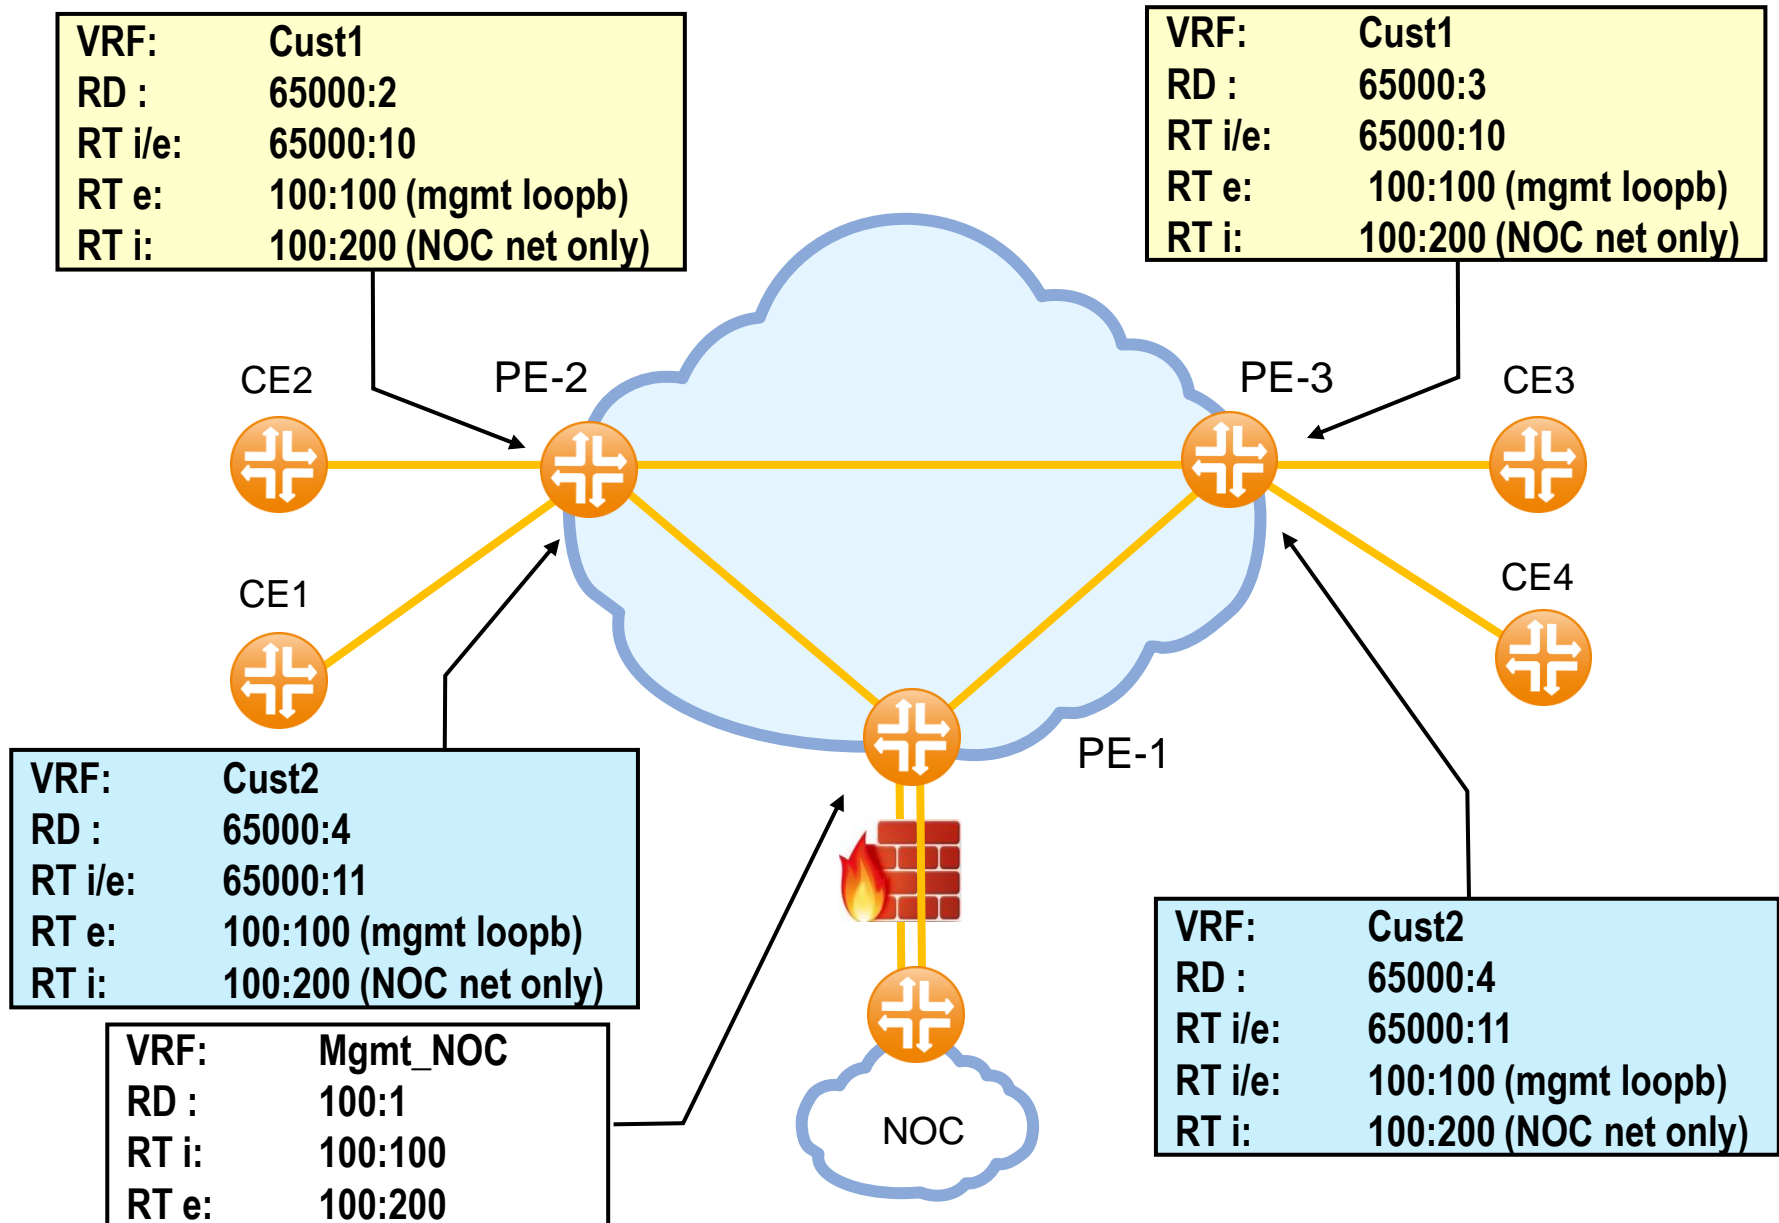 VRF: Cust1
RD : 65000:2
RT i/e: 65000:10
RT e: 100:100 (mgmt loopb)
RT i: 100:200 (NOC net only)
VRF: Cust1
RD : 65000:3
RT i/e: 65000:10
RT e: 100:100 (mgmt loopb)
RT i: 100:200 (NOC net only)
CE2
PE-2
PE-3
CE3
CE1
CE4
PE-1
VRF: Cust2
RD : 65000:4
RT i/e: 65000:11
RT e: 100:100 (mgmt loopb)
RT i: 100:200 (NOC net only)
VRF: Cust2
RD : 65000:4
RT i/e: 65000:11
RT i/e: 100:100 (mgmt loopb)
RT i: 100:200 (NOC net only)
VRF: Mgmt_NOC
RD : 100:1
RT i: 100:100
RT e: 100:200
NOC